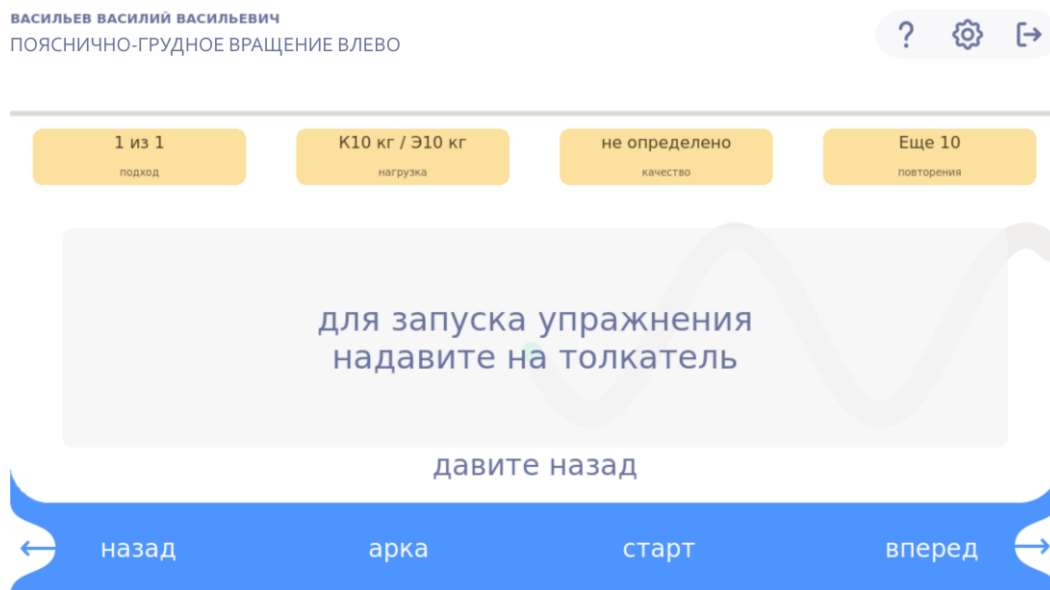 ВАСИЛЬЕВ ВАСИЛИЙ ВАСИЛЬЕВИЧ
ПОЯСНИЧНО-ГРУДНОЕ ВРАЩЕНИЕ ВЛЕВО
?
1 из 1
подход
К10 кг / Э10 кг
нагрузка
не определено
качество
Еще 10
повторения
для запуска упражнения
надавите на толкатель
давите назад
назад
арка
старт
вперед